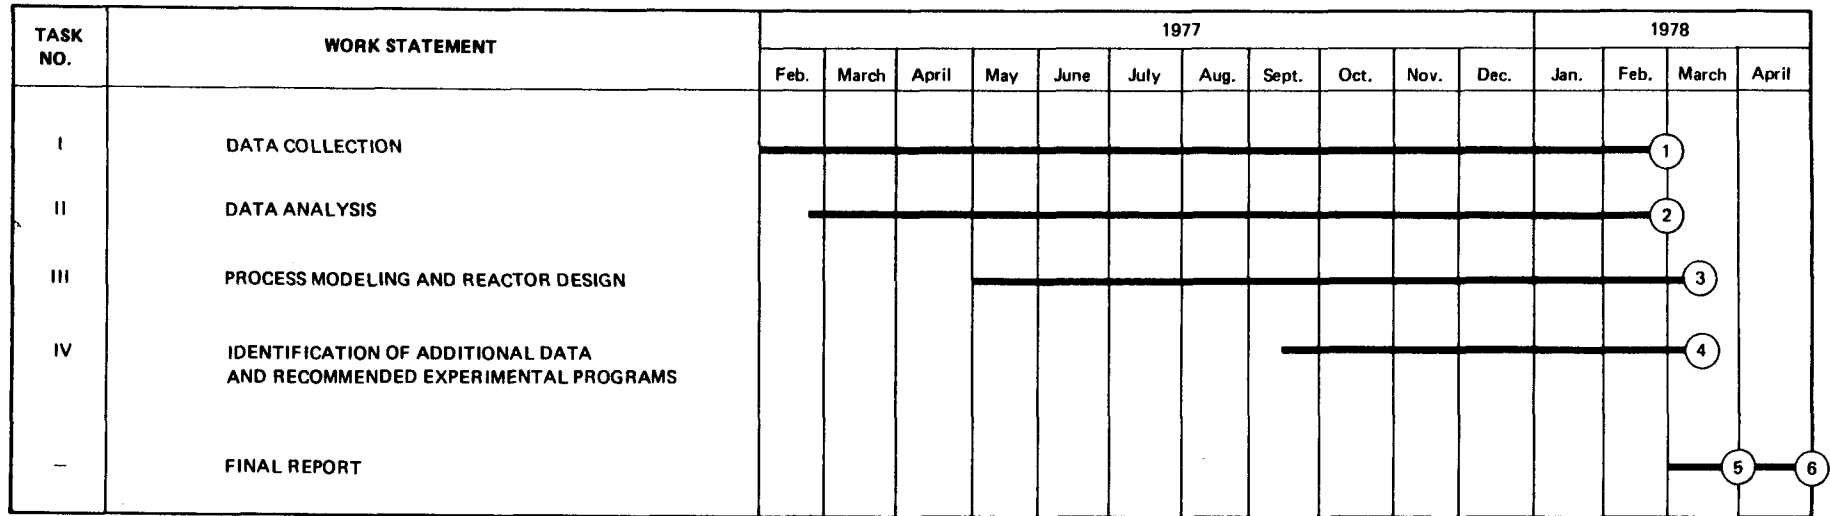 TASK NO.
WORK STATEMENT
1977
1978
Feb. March April May June July Aug. Sept. Oct. Nov. Dec. Jan. Feb. March April
I DATA COLLECTION 1
II DATA ANALYSIS 2
III PROCESS MODELING AND REACTOR DESIGN 3
IV IDENTIFICATION OF ADDITIONAL DATA 4
AND RECOMMENDED EXPERIMENTAL PROGRAMS
– FINAL REPORT 5 6